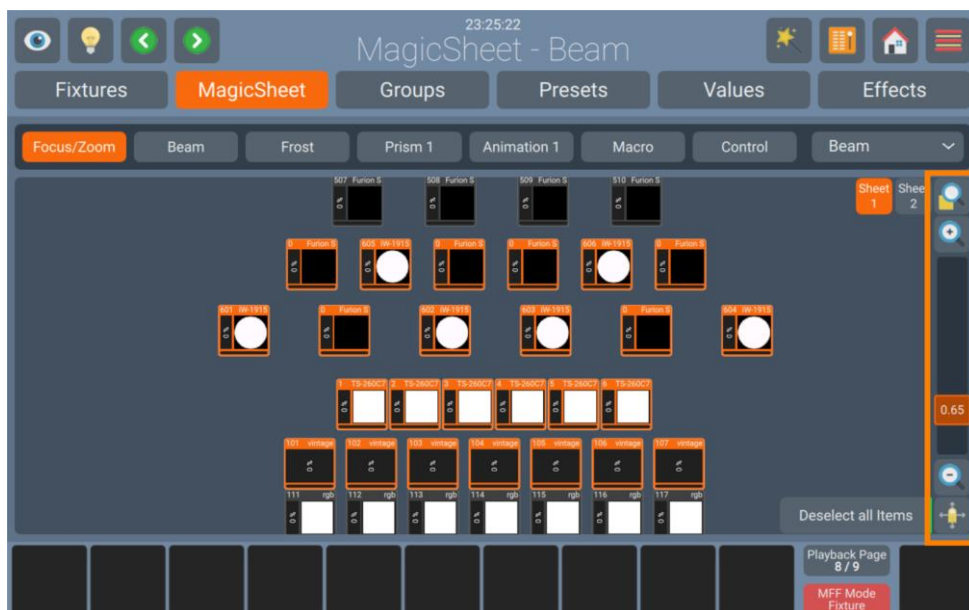 23:25:22
MagicSheet - Beam
Fixtures MagicSheet Groups Presets Values Effects
Focus/Zoom Beam Frost Prism 1 Animation 1 Macro Control Beam
507 Furion S 508 Furion S 509 Furion S 510 Furion S
Sheet 1 Shee 2
0 Furion S 605 IW-1915 0 Furion S 0 Furion S 606 IW-1915 0 Furion S
601 IW-1915 0 Furion S 602 IW-1915 603 IW-1915 0 Furion S 604 IW-1915
1 TS-260C7 2 TS-260C7 3 TS-260C7 4 TS-260C7 5 TS-260C7 6 TS-260C7
0.65
101 vintage 102 vintage 103 vintage 104 vintage 105 vintage 106 vintage 107 vintage
111 rgb 112 rgb 113 rgb 114 rgb 115 rgb 116 rgb 117 rgb
Deselect all Items
Playback Page
8 / 9
MFF Mode
Fixture